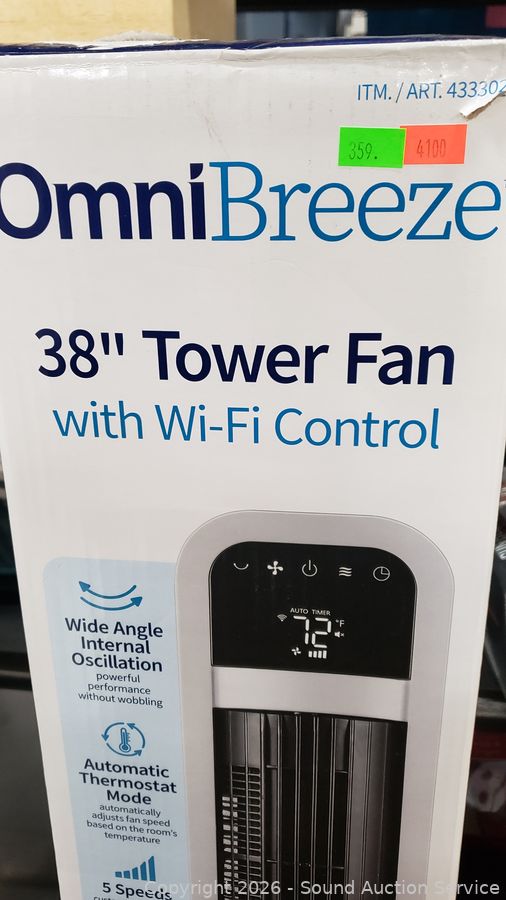 ITM. / ART. 433302
359.
4100
OmniBreeze
38" Tower Fan
with Wi-Fi Control
AUTO TIMER
72 °F
Wide Angle
Internal
Oscillation
powerful
performance
without wobbling
Automatic
Thermostat
Mode
automatically
adjusts fan speed
based on the room's
temperature
5 Speeds
Copyright 2026 - Sound Auction Service